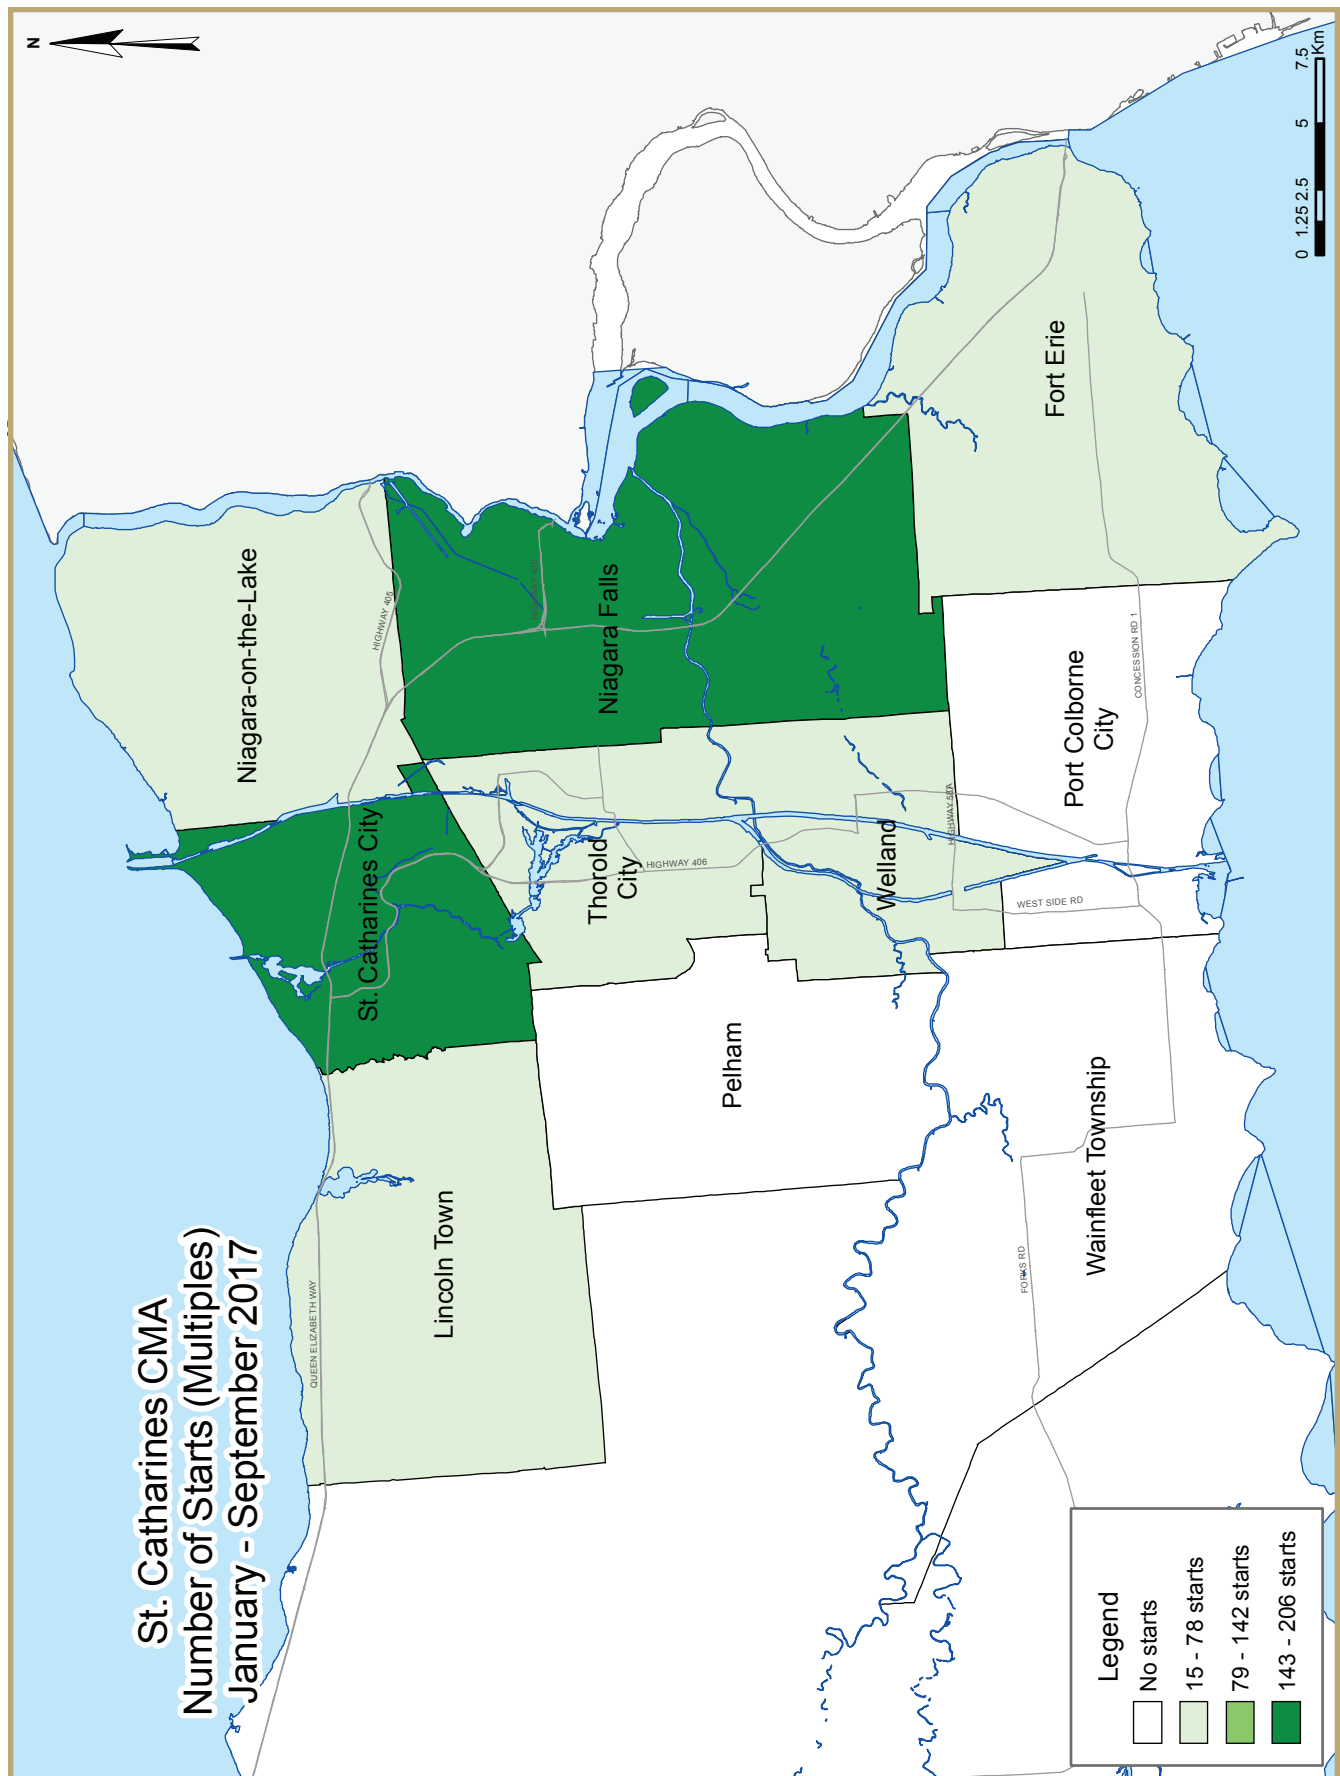 St. Catharines CMA
Number of Starts (Multiples)
January - September 2017
N
Niagara-on-the-Lake
HIGHWAY 405
St. Catharines City
QUEEN ELIZABETH WAY
Lincoln Town
Niagara Falls
Thorold
City
HIGHWAY 406
Pelham
Welland
HIGHWAY 58A
Fort Erie
Port Colborne
City
CONCESSION RD 1
WEST SIDE RD
Wainfleet Township
FORKS RD
Legend
No starts
15 - 78 starts
79 - 142 starts
143 - 206 starts
0 1.25 2.5 5 7.5
Km